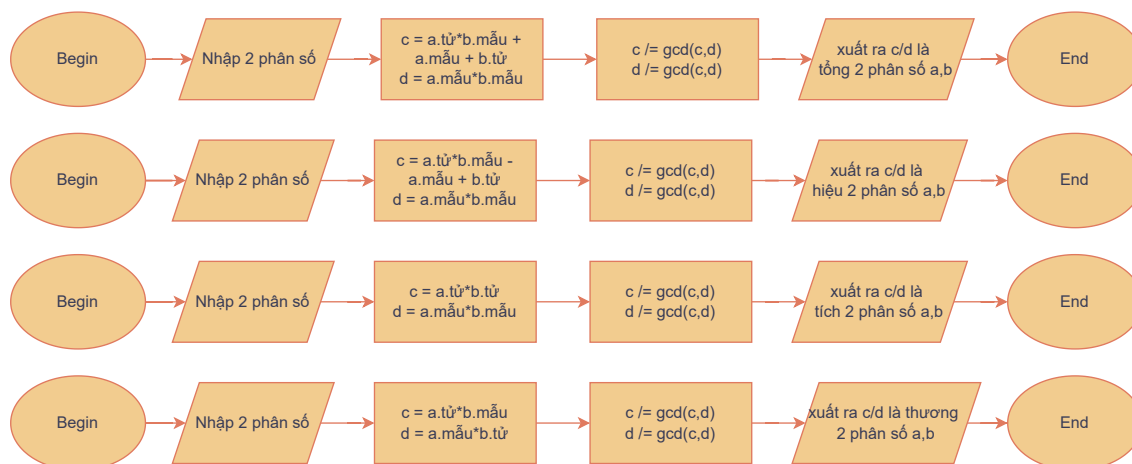 Begin
Nhập 2 phân số
c = a.tử*b.mẫu +
a.mẫu + b.tử
d = a.mẫu*b.mẫu
c /= gcd(c,d)
d /= gcd(c,d)
xuất ra c/d là
tổng 2 phân số a,b
End
Begin
Nhập 2 phân số
c = a.tử*b.mẫu -
a.mẫu + b.tử
d = a.mẫu*b.mẫu
c /= gcd(c,d)
d /= gcd(c,d)
xuất ra c/d là
hiệu 2 phân số a,b
End
Begin
Nhập 2 phân số
c = a.tử*b.tử
d = a.mẫu*b.mẫu
c /= gcd(c,d)
d /= gcd(c,d)
xuất ra c/d là
tích 2 phân số a,b
End
Begin
Nhập 2 phân số
c = a.tử*b.mẫu
d = a.mẫu*b.tử
c /= gcd(c,d)
d /= gcd(c,d)
xuất ra c/d là thương
2 phân số a,b
End